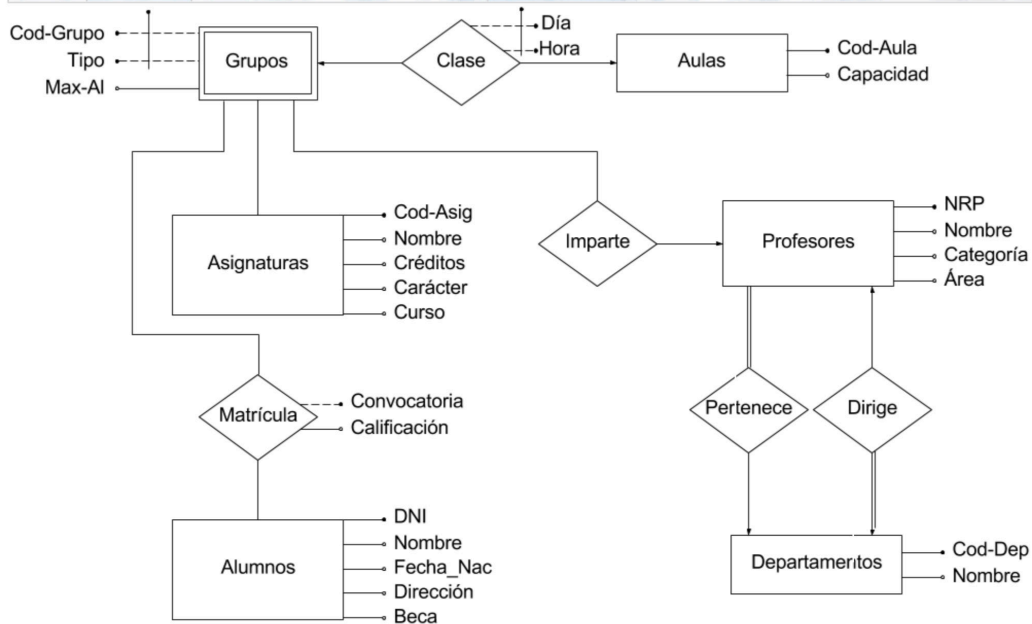 Cod-Grupo
Tipo
Max-Al
Grupos
Clase
Día
Hora
Aulas
Cod-Aula
Capacidad
Asignaturas
Cod-Asig
Nombre
Créditos
Carácter
Curso
Imparte
Profesores
NRP
Nombre
Categoría
Área
Matrícula
Convocatoria
Calificación
Pertenece
Dirige
Alumnos
DNI
Nombre
Fecha_Nac
Dirección
Beca
Departamentos
Cod-Dep
Nombre